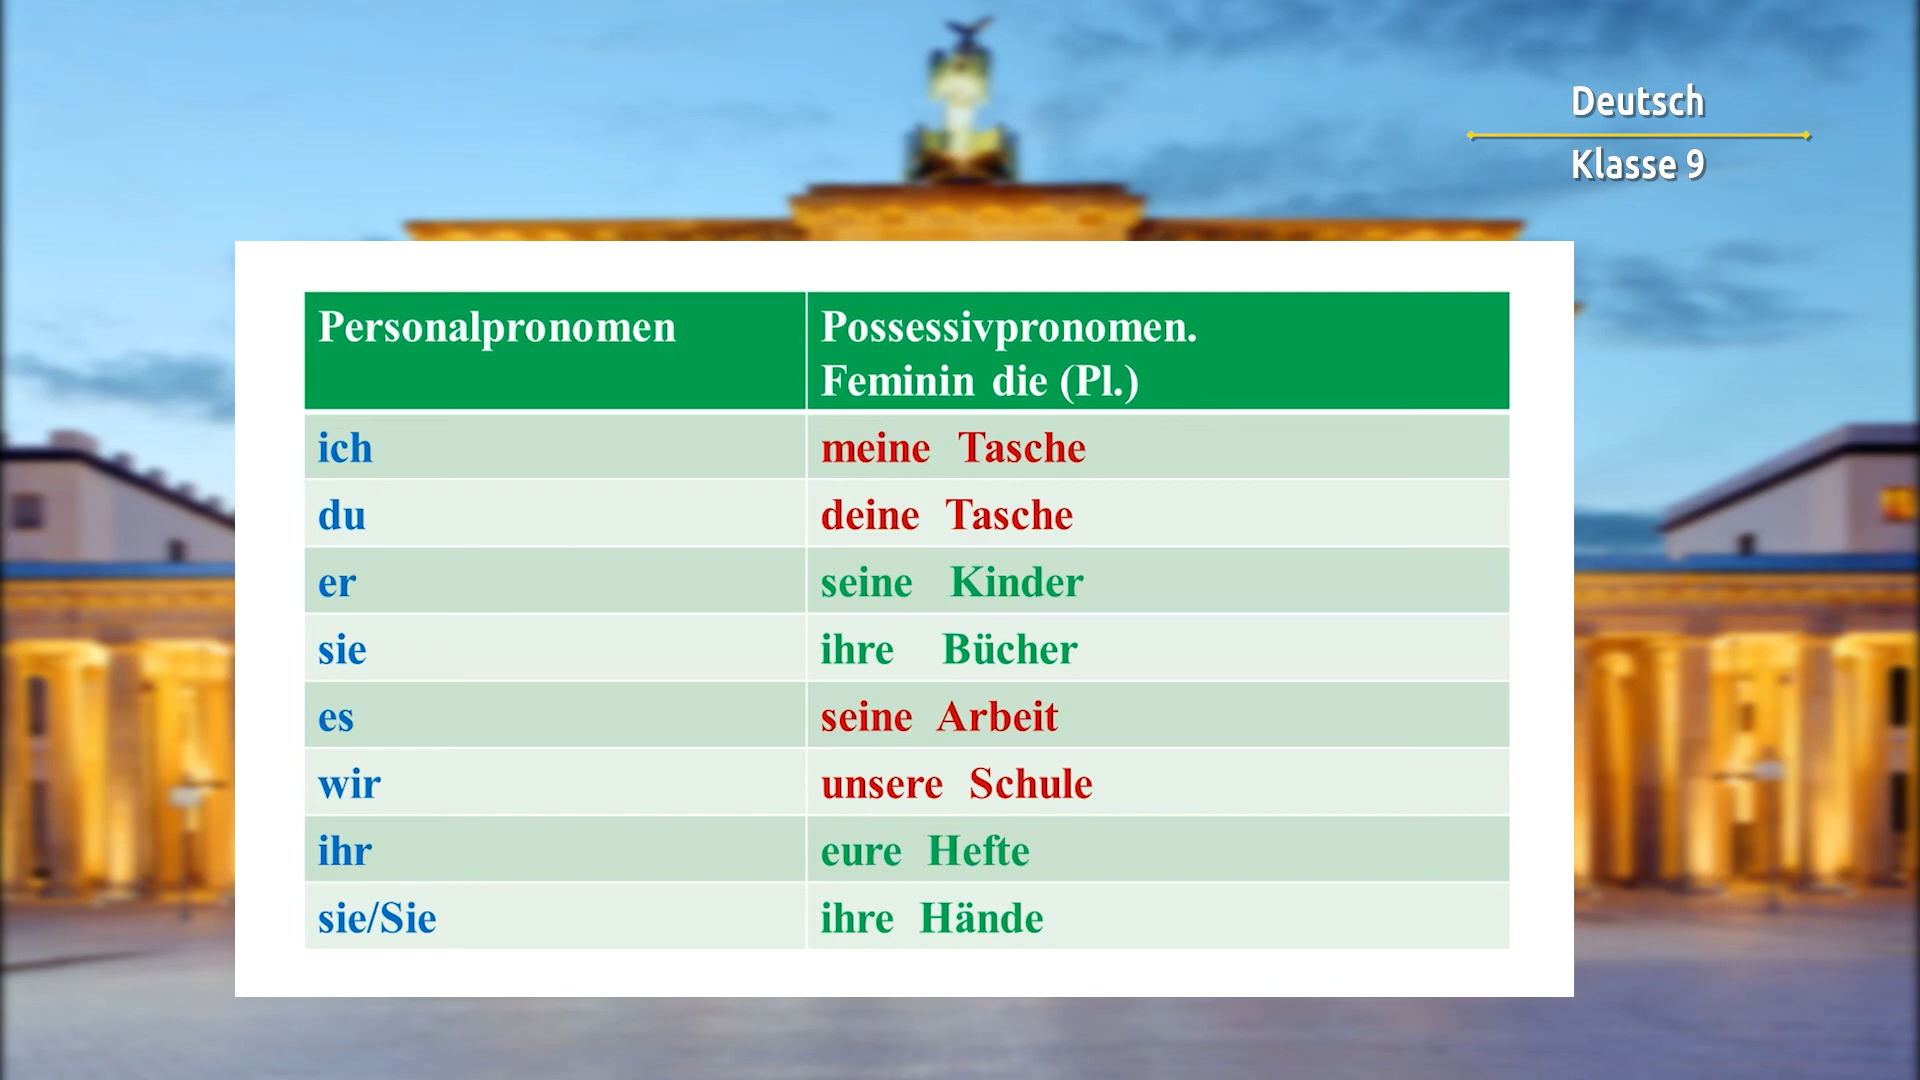 Deutsch
Klasse 9
Personalpronomen
Possessivpronomen.
Feminin die (Pl.)
ich
meine Tasche
du
deine Tasche
er
seine Kinder
sie
ihre Bücher
es
seine Arbeit
wir
unsere Schule
ihr
eure Hefte
sie/Sie
ihre Hände